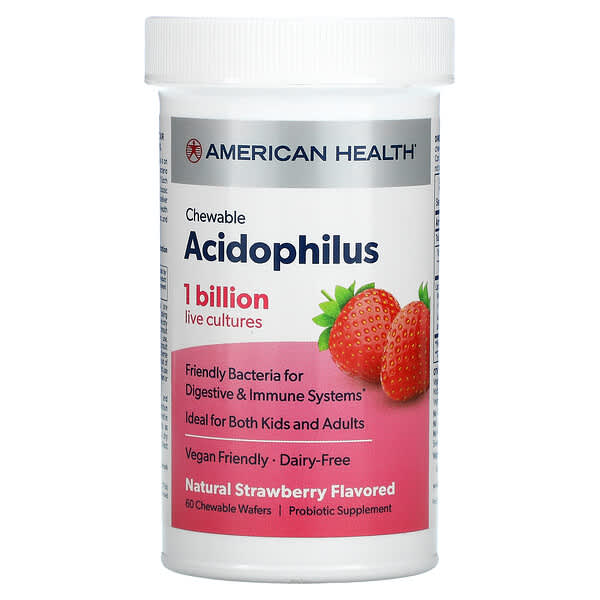 AMERICAN HEALTH
Chewable
Acidophilus
1 billion
live cultures
Friendly Bacteria for
Digestive & Immune Systems*
Ideal for Both Kids and Adults
Vegan Friendly · Dairy-Free
Natural Strawberry Flavored
60 Chewable Wafers | Probiotic Supplement